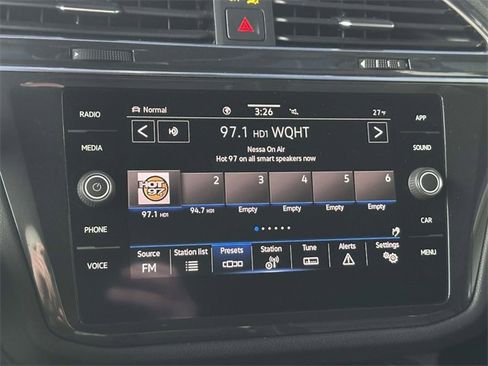 RADIO
MEDIA
PHONE
VOICE
Normal
3:26
27°F
97.1 HD1 WQHT
Nessa On Air
Hot 97 on all smart speakers now
HOT 97
2
3
4
5
6
97.1 HD1
94.7 HD1
Empty
Empty
Empty
Empty
Source
Station list
Presets
Station
Tune
Alerts
Settings
FM
APP
SOUND
CAR
MENU